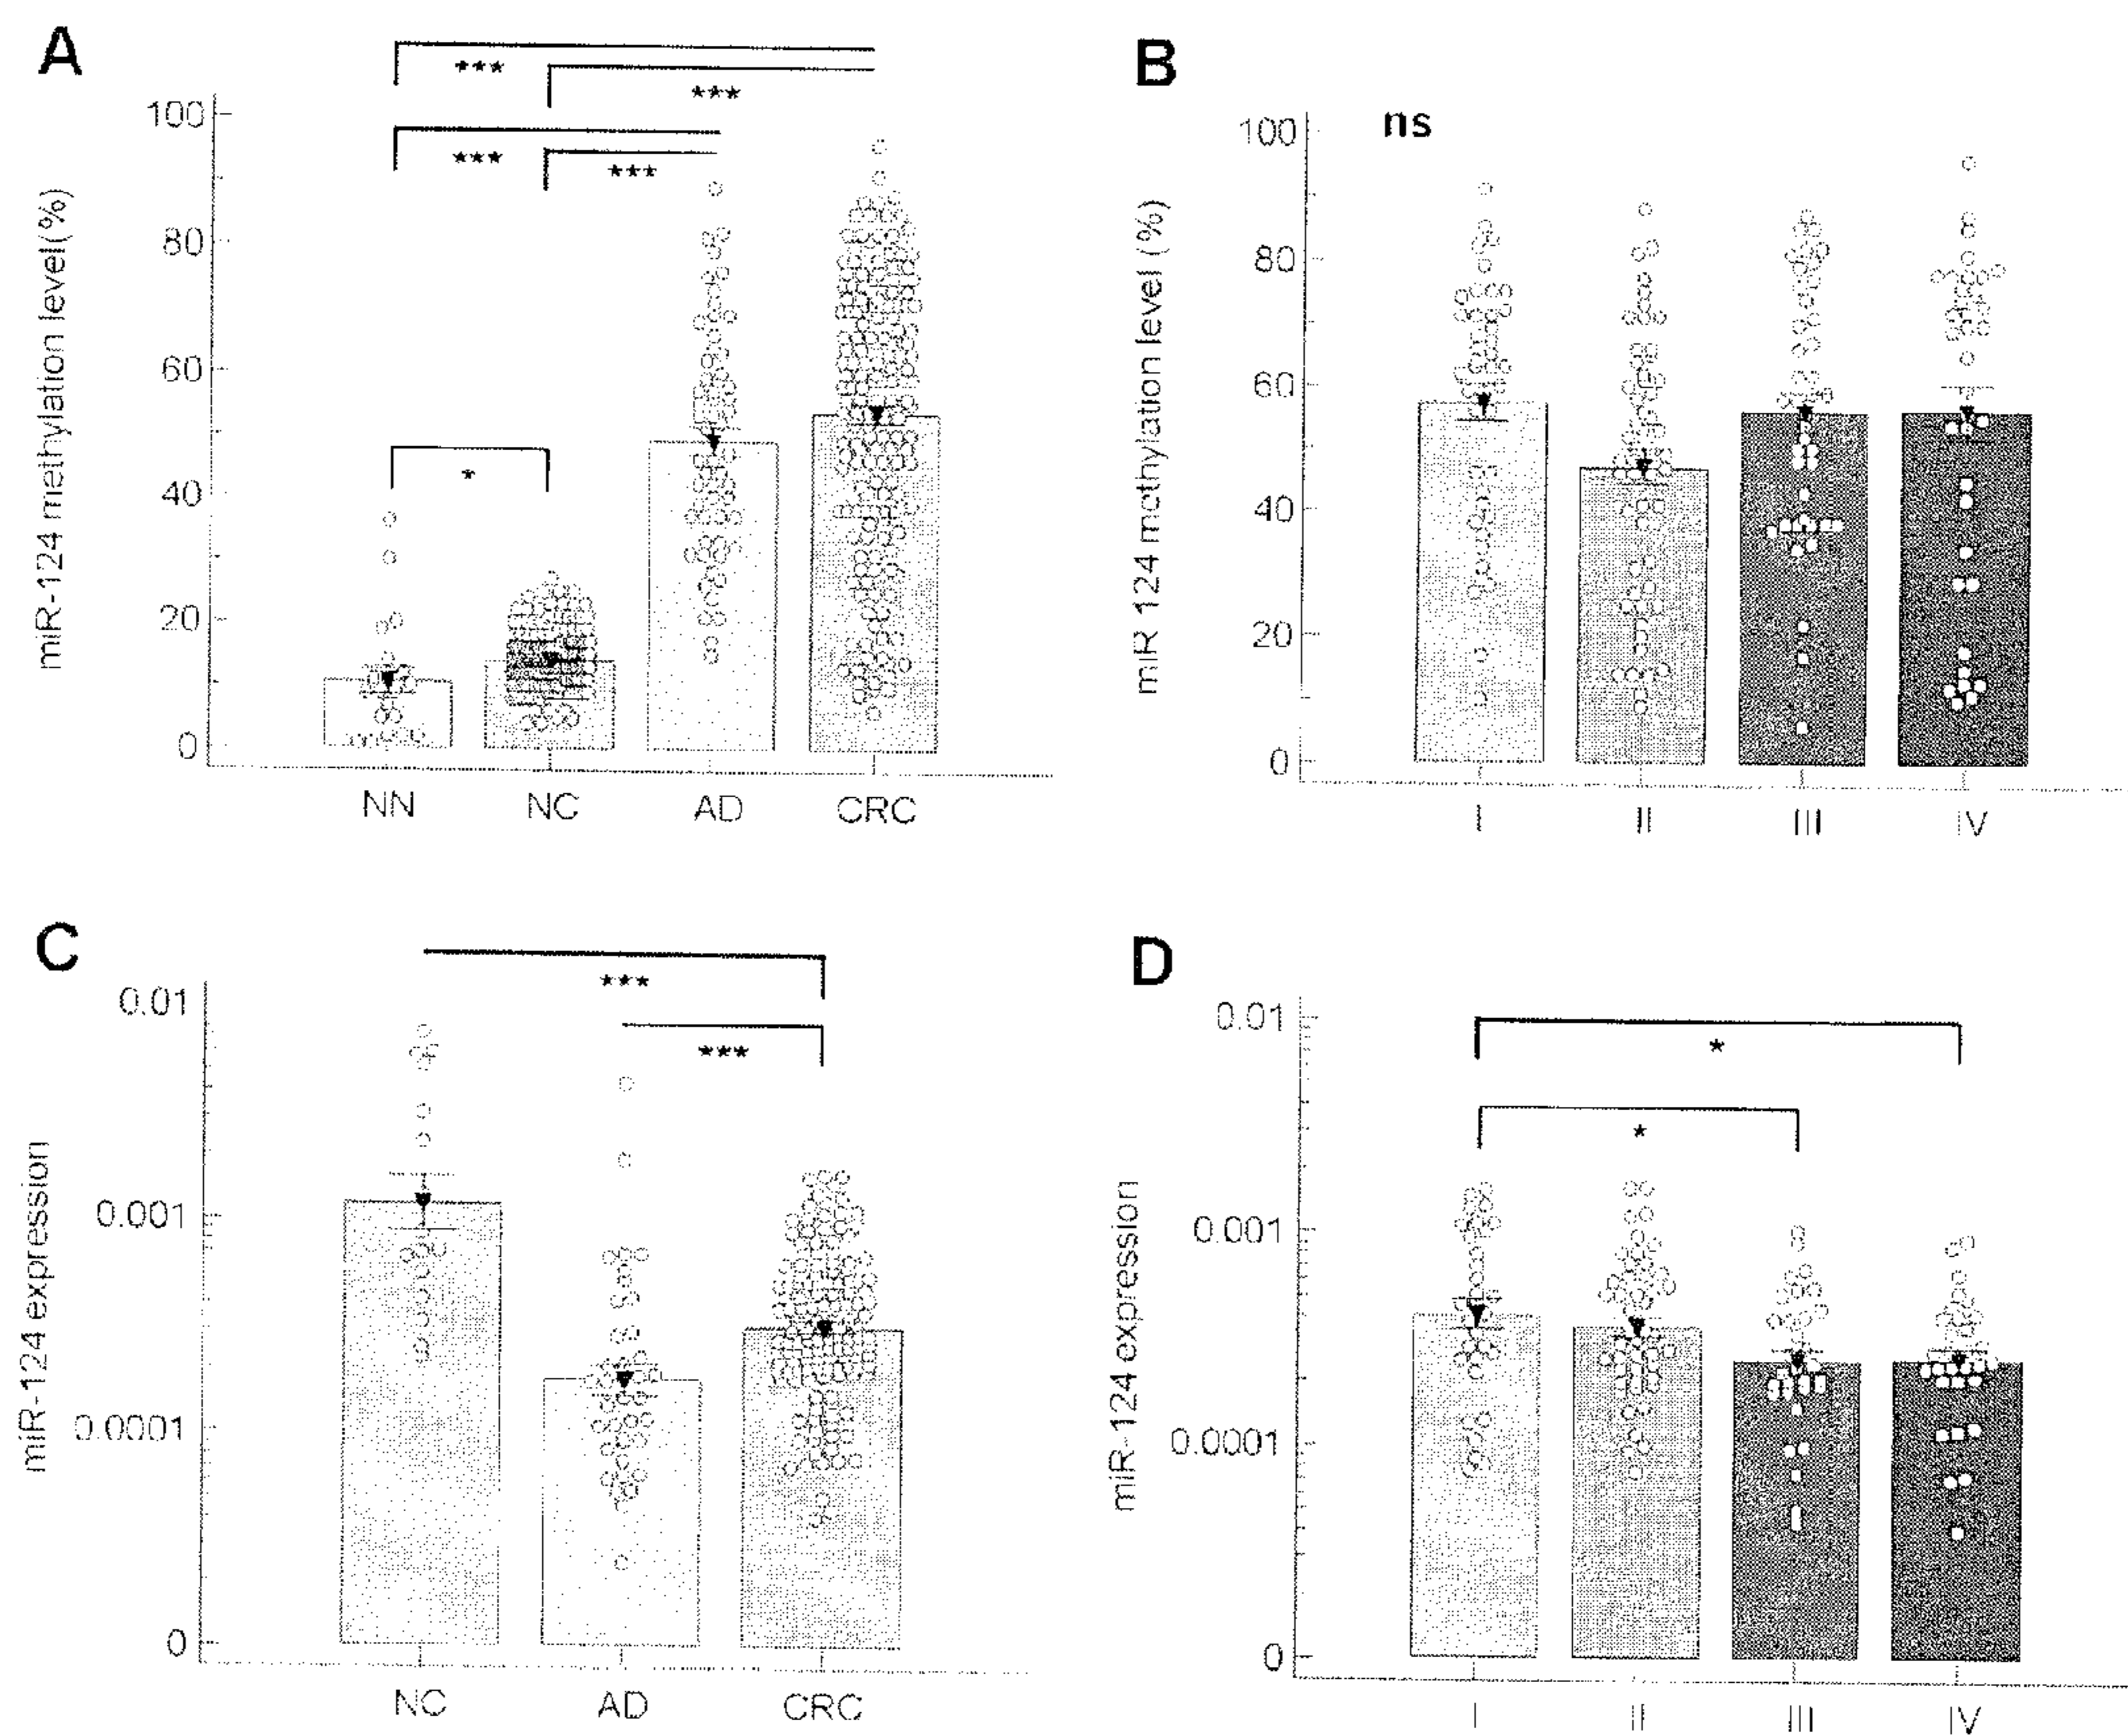 A
miR-124 methylation level(%)
100
80
60
40
20
0
***
***
***
***
*
NN NC AD CRC
B
miR 124 methylation level (%)
100
80
60
40
20
0
ns
I II III IV
C
miR-124 expression
0.01
0.001
0.0001
0
***
***
NC AD CRC
D
miR-124 expression
0.01
0.001
0.0001
0
*
*
I II III IV